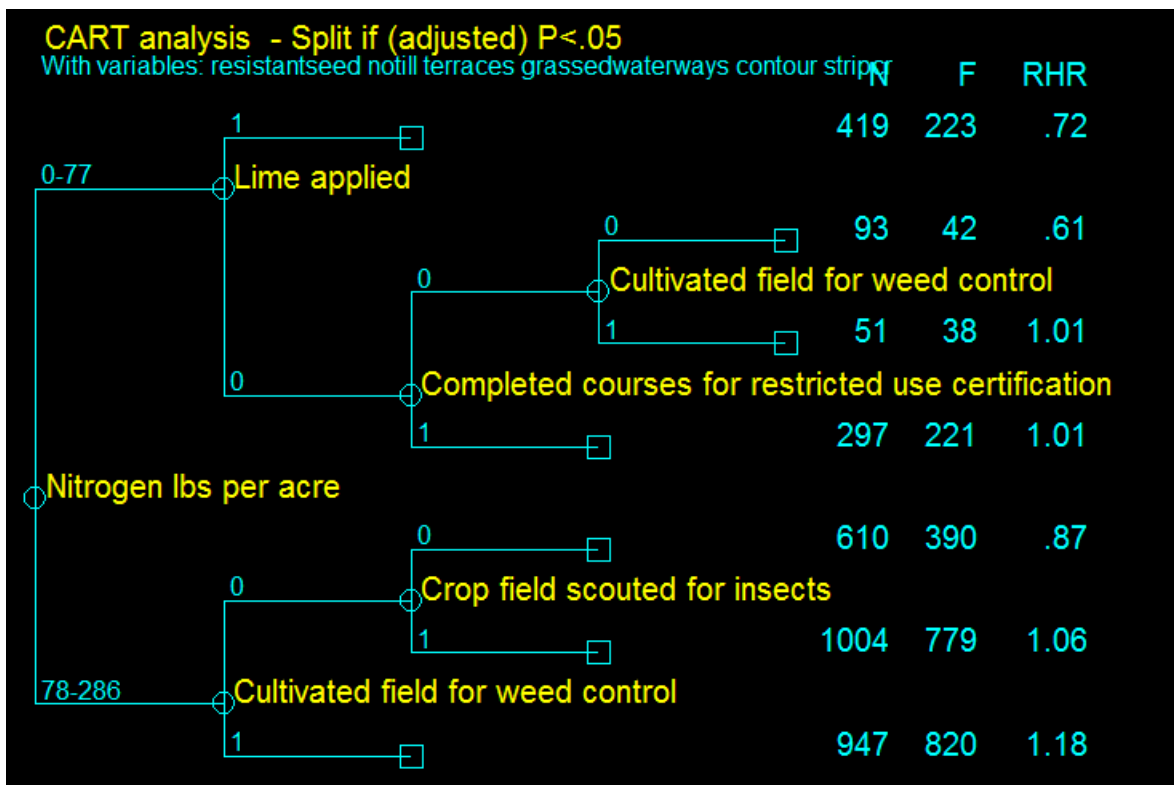 CART analysis - Split if (adjusted) P<.05
With variables: resistantseed notill terraces grassedwaterways contour
N F RHR
1 419 223 .72
0-77 Lime applied
0 93 42 .61
0 Cultivated field for weed control
1 51 38 1.01
0 Completed courses for restricted use certification
1 297 221 1.01
Nitrogen lbs per acre
0 610 390 .87
0 Crop field scouted for insects
1 1004 779 1.06
78-286 Cultivated field for weed control
1 947 820 1.18